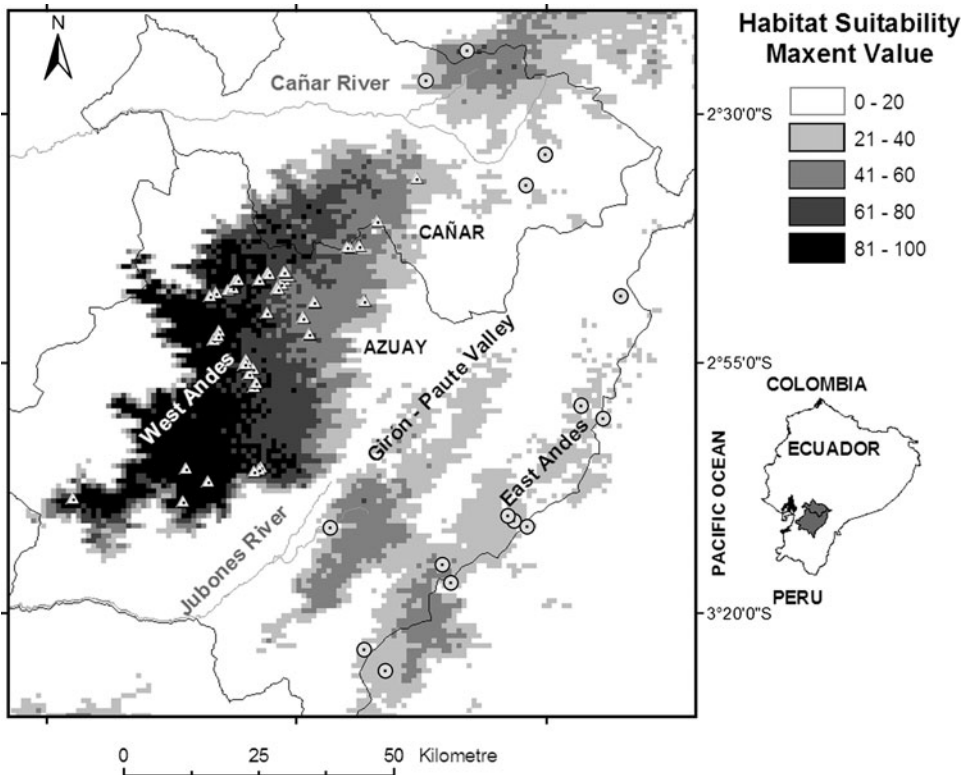 N
Cañar River
CAÑAR
AZUAY
West Andes
Girón - Paute Valley
East Andes
Jubones River
Habitat Suitability
Maxent Value
0 - 20
21 - 40
41 - 60
61 - 80
81 - 100
2°30'0"S
2°55'0"S
3°20'0"S
COLOMBIA
ECUADOR
PACIFIC OCEAN
PERU
0 25 50 Kilometre